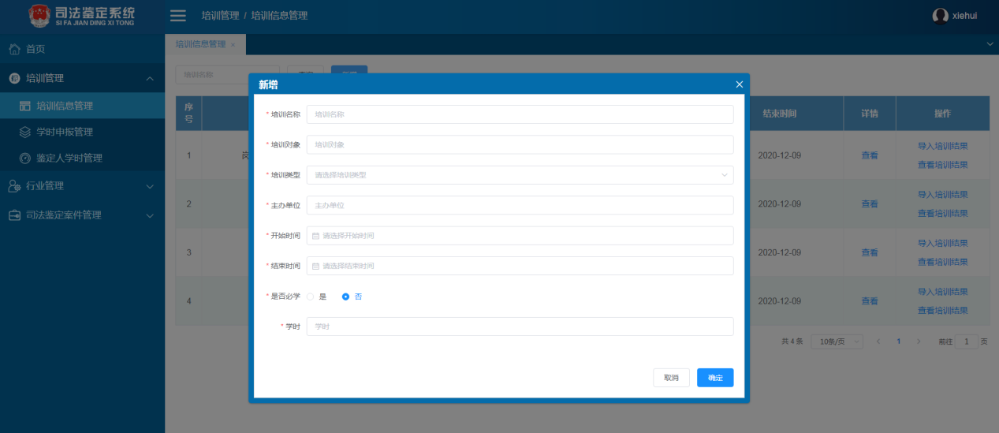 司法鉴定系统
SI FA JIAN DING XI TONG
培训管理 / 培训信息管理
xiehui
首页
培训管理
培训信息管理
学时申报管理
鉴定人学时管理
行业管理
司法鉴定案件管理
培训信息管理 ×
培训名称
序号
结束时间
详情
操作
1
2020-12-09
查看
导入培训结果
查看培训结果
2
2020-12-09
查看
导入培训结果
查看培训结果
3
2020-12-09
查看
导入培训结果
查看培训结果
4
2020-12-09
查看
导入培训结果
查看培训结果
共 4 条
10条/页
<
1
>
前往
1
页
新增
* 培训名称
培训名称
* 培训对象
培训对象
* 培训类型
请选择培训类型
* 主办单位
主办单位
* 开始时间
请选择开始时间
* 结束时间
请选择结束时间
* 是否必学
是
否
* 学时
学时
取消
确定